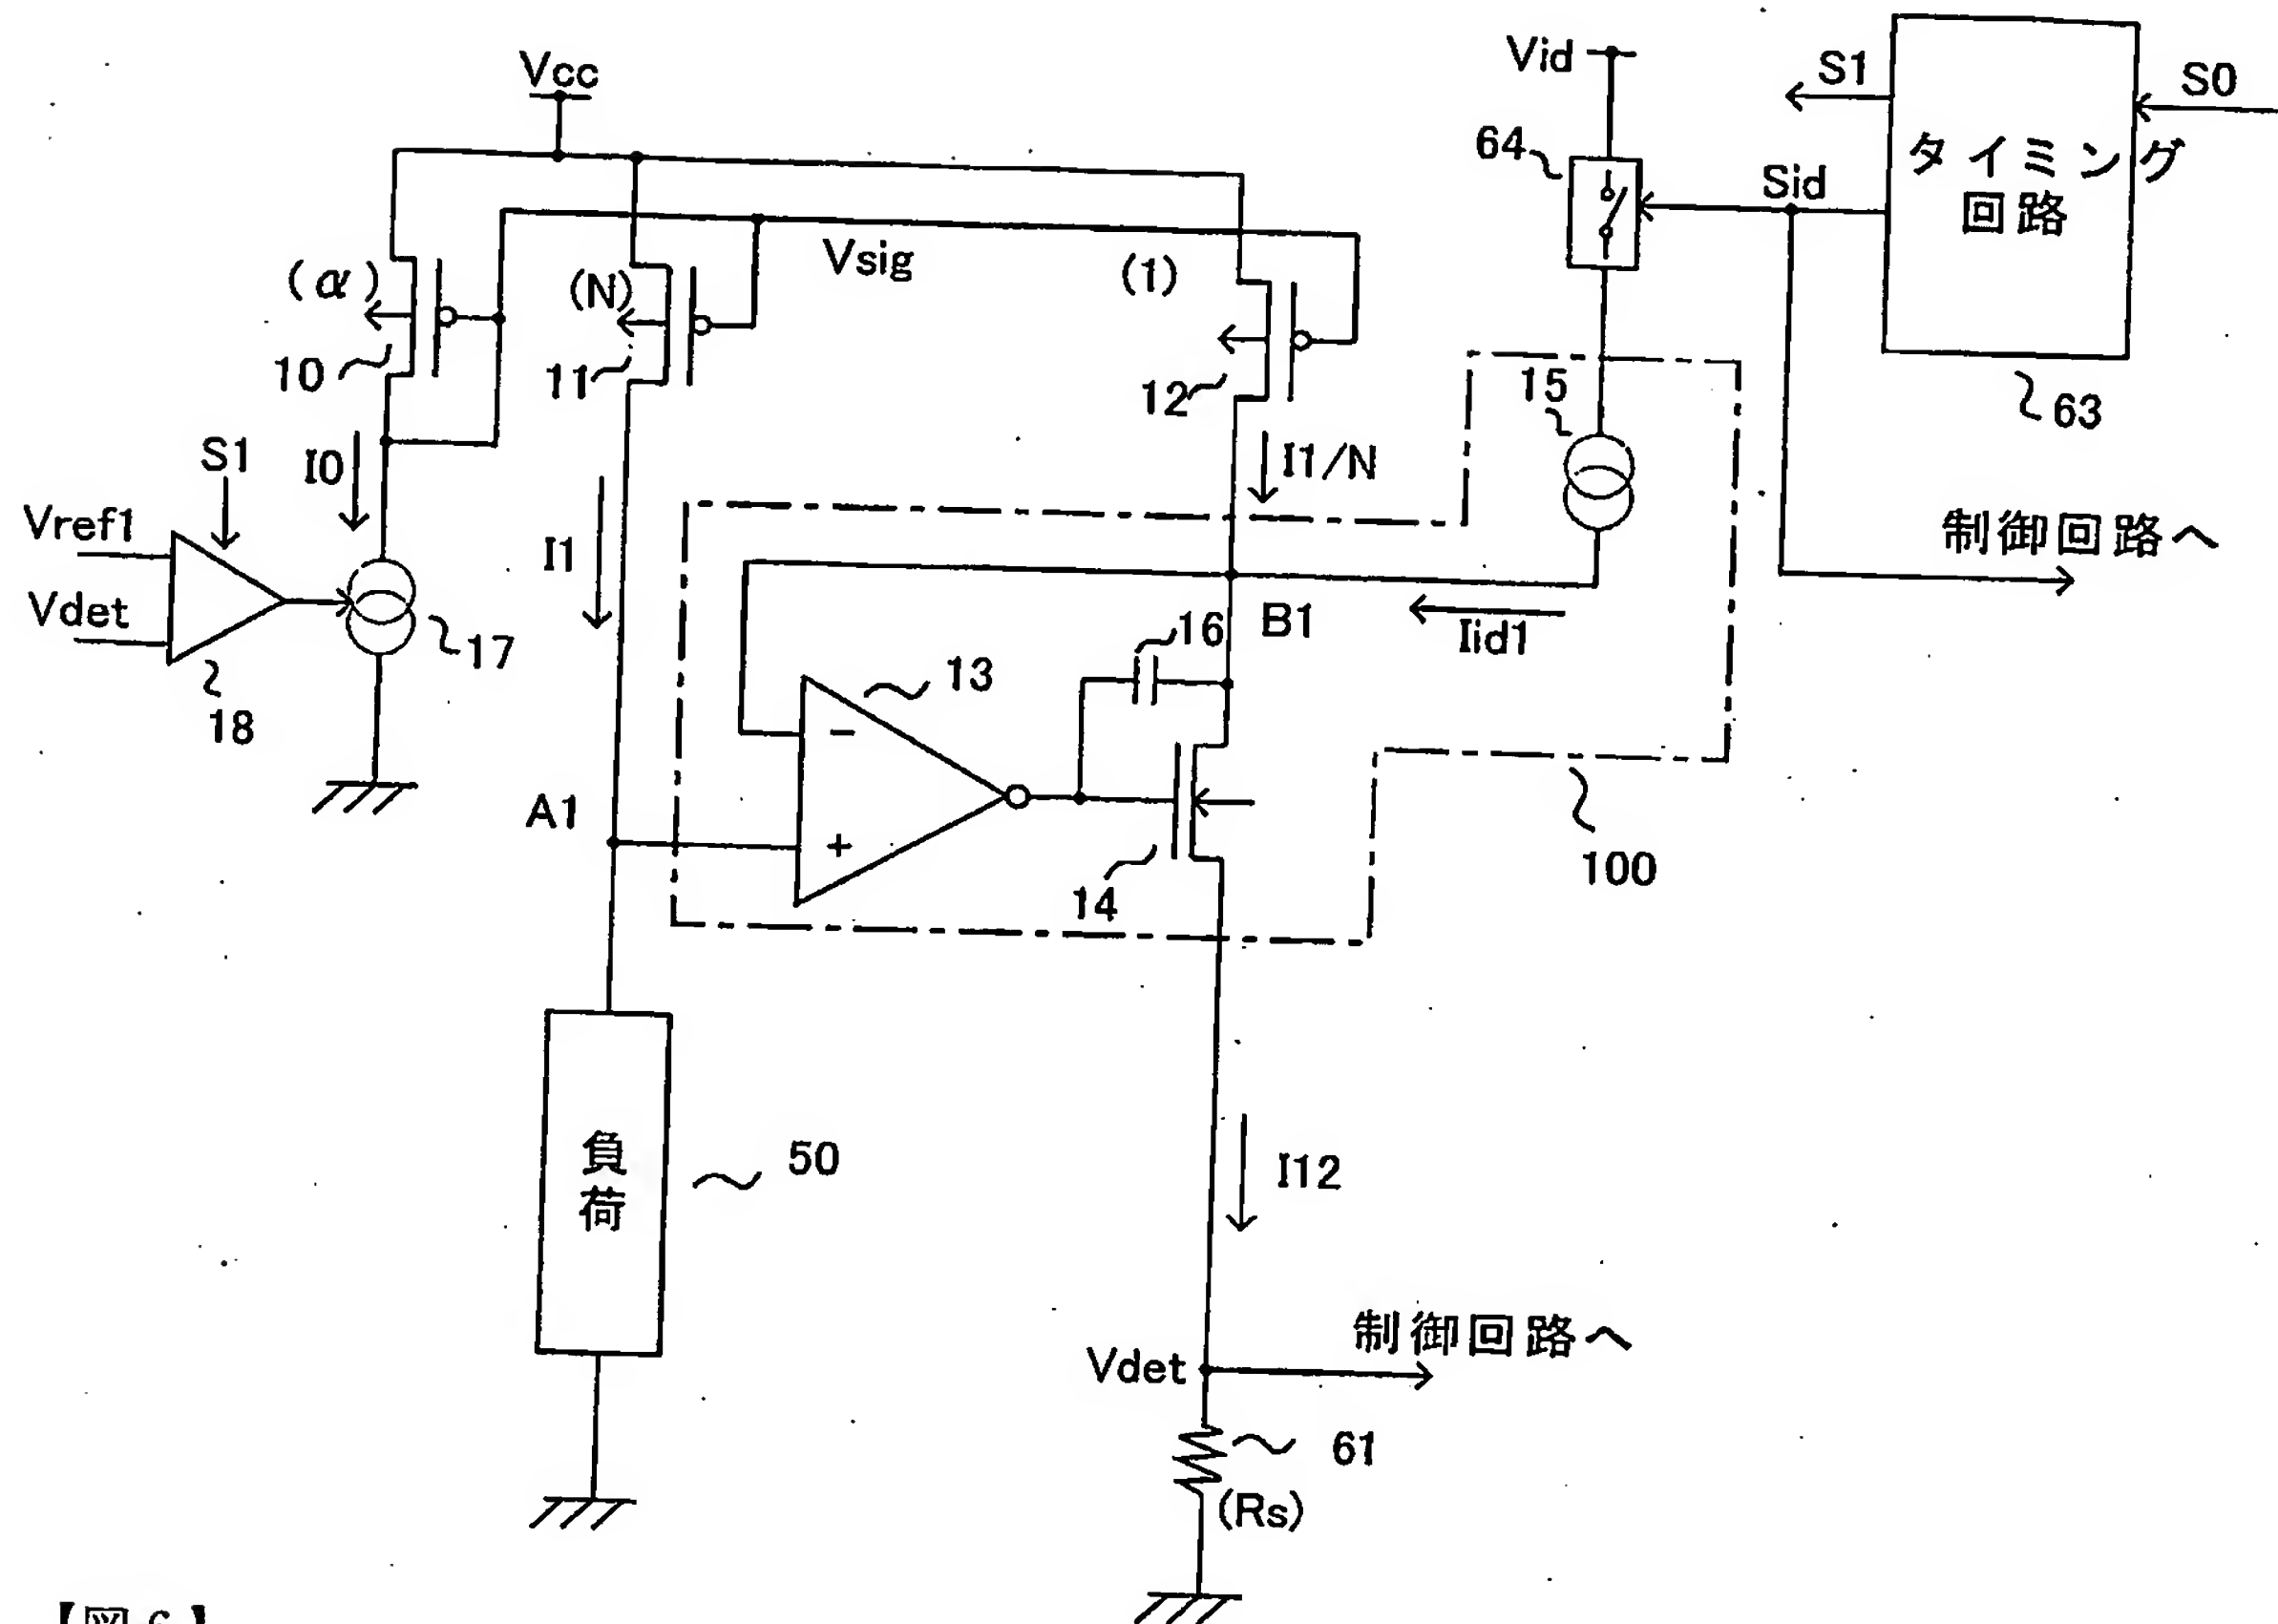 Vcc
Vid
S1
S0
64
タイミング
回路
Sid
Vsig
(α)
(N)
(1)
10
11
12
15
63
S1
I0
I1/N
Vref1
I1
制御回路へ
Vdet
17
B1
16
Iid1
18
13
−
A1
+
14
100
負荷
50
I12
制御回路へ
Vdet
61
(Rs)
【図6】